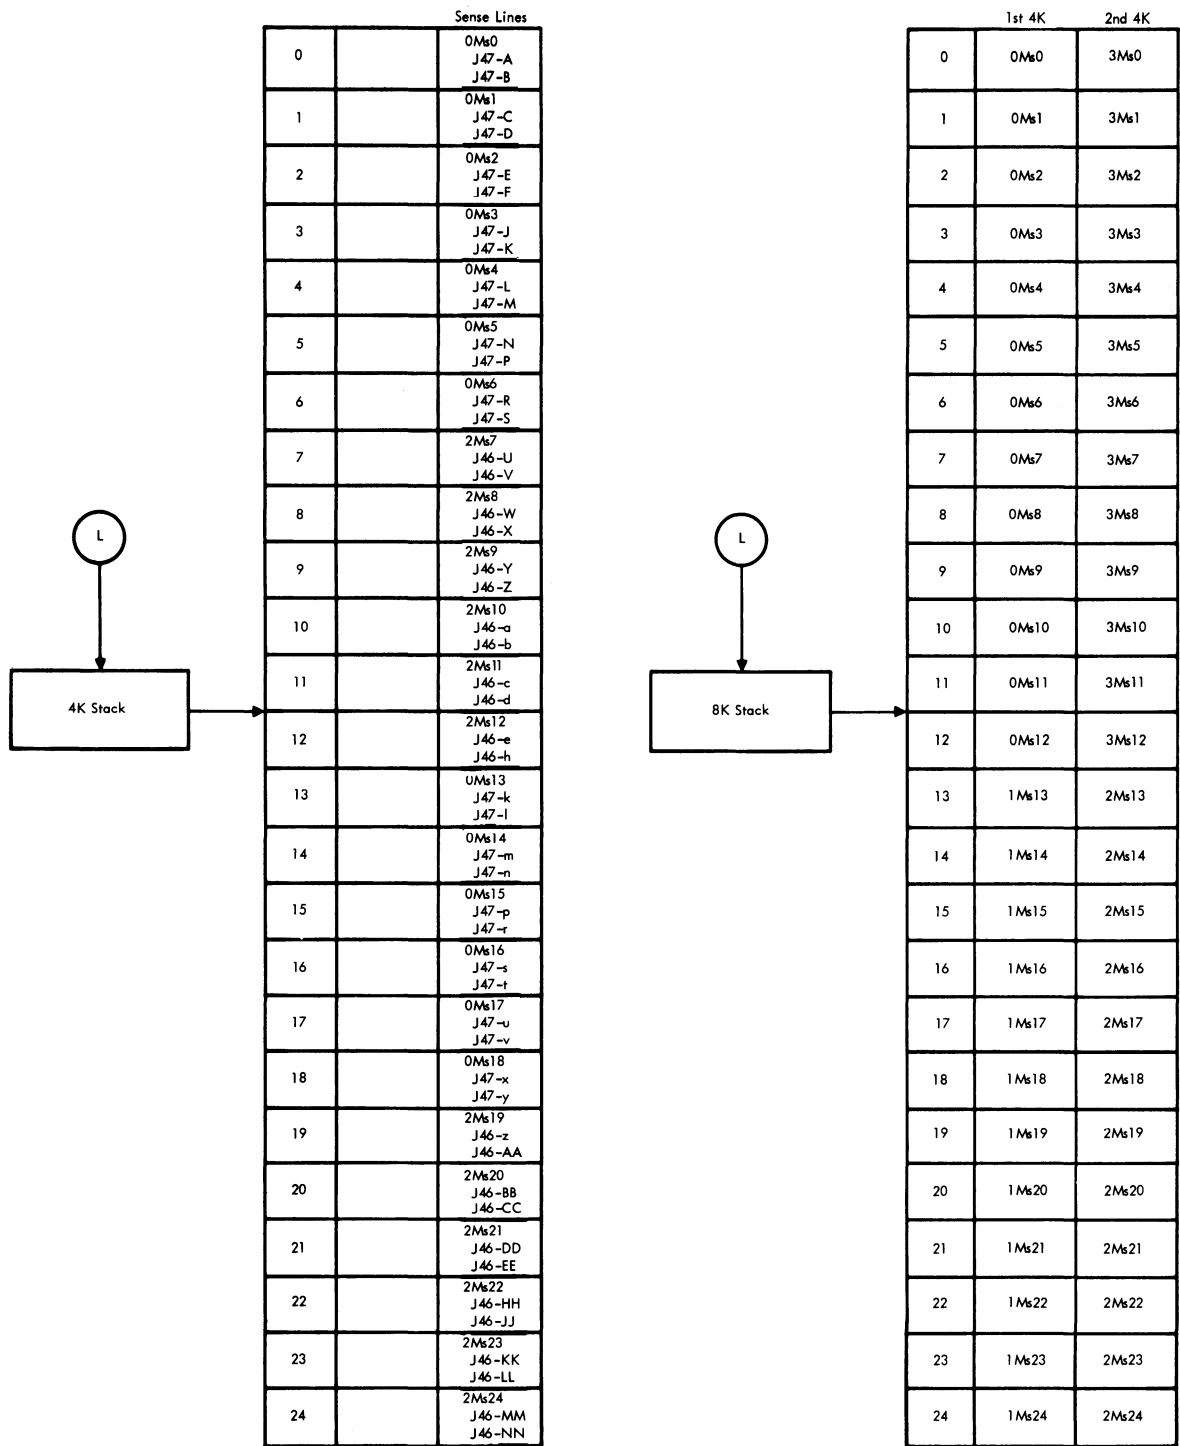 Sense Lines
0
0Ms0
J47-A
J47-B
1
0Ms1
J47-C
J47-D
2
0Ms2
J47-E
J47-F
3
0Ms3
J47-J
J47-K
4
0Ms4
J47-L
J47-M
5
0Ms5
J47-N
J47-P
6
0Ms6
J47-R
J47-S
7
2Ms7
J46-U
J46-V
8
2Ms8
J46-W
J46-X
9
2Ms9
J46-Y
J46-Z
10
2Ms10
J46-a
J46-b
11
2Ms11
J46-c
J46-d
12
2Ms12
J46-e
J46-h
13
0Ms13
J47-k
J47-l
14
0Ms14
J47-m
J47-n
15
0Ms15
J47-p
J47-r
16
0Ms16
J47-s
J47-t
17
0Ms17
J47-u
J47-v
18
0Ms18
J47-x
J47-y
19
2Ms19
J46-z
J46-AA
20
2Ms20
J46-BB
J46-CC
21
2Ms21
J46-DD
J46-EE
22
2Ms22
J46-HH
J46-JJ
23
2Ms23
J46-KK
J46-LL
24
2Ms24
J46-MM
J46-NN
L
4K Stack
1st 4K 2nd 4K
0 0Ms0 3Ms0
1 0Ms1 3Ms1
2 0Ms2 3Ms2
3 0Ms3 3Ms3
4 0Ms4 3Ms4
5 0Ms5 3Ms5
6 0Ms6 3Ms6
7 0Ms7 3Ms7
8 0Ms8 3Ms8
9 0Ms9 3Ms9
10 0Ms10 3Ms10
11 0Ms11 3Ms11
12 0Ms12 3Ms12
13 1Ms13 2Ms13
14 1Ms14 2Ms14
15 1Ms15 2Ms15
16 1Ms16 2Ms16
17 1Ms17 2Ms17
18 1Ms18 2Ms18
19 1Ms19 2Ms19
20 1Ms20 2Ms20
21 1Ms21 2Ms21
22 1Ms22 2Ms22
23 1Ms23 2Ms23
24 1Ms24 2Ms24
L
8K Stack